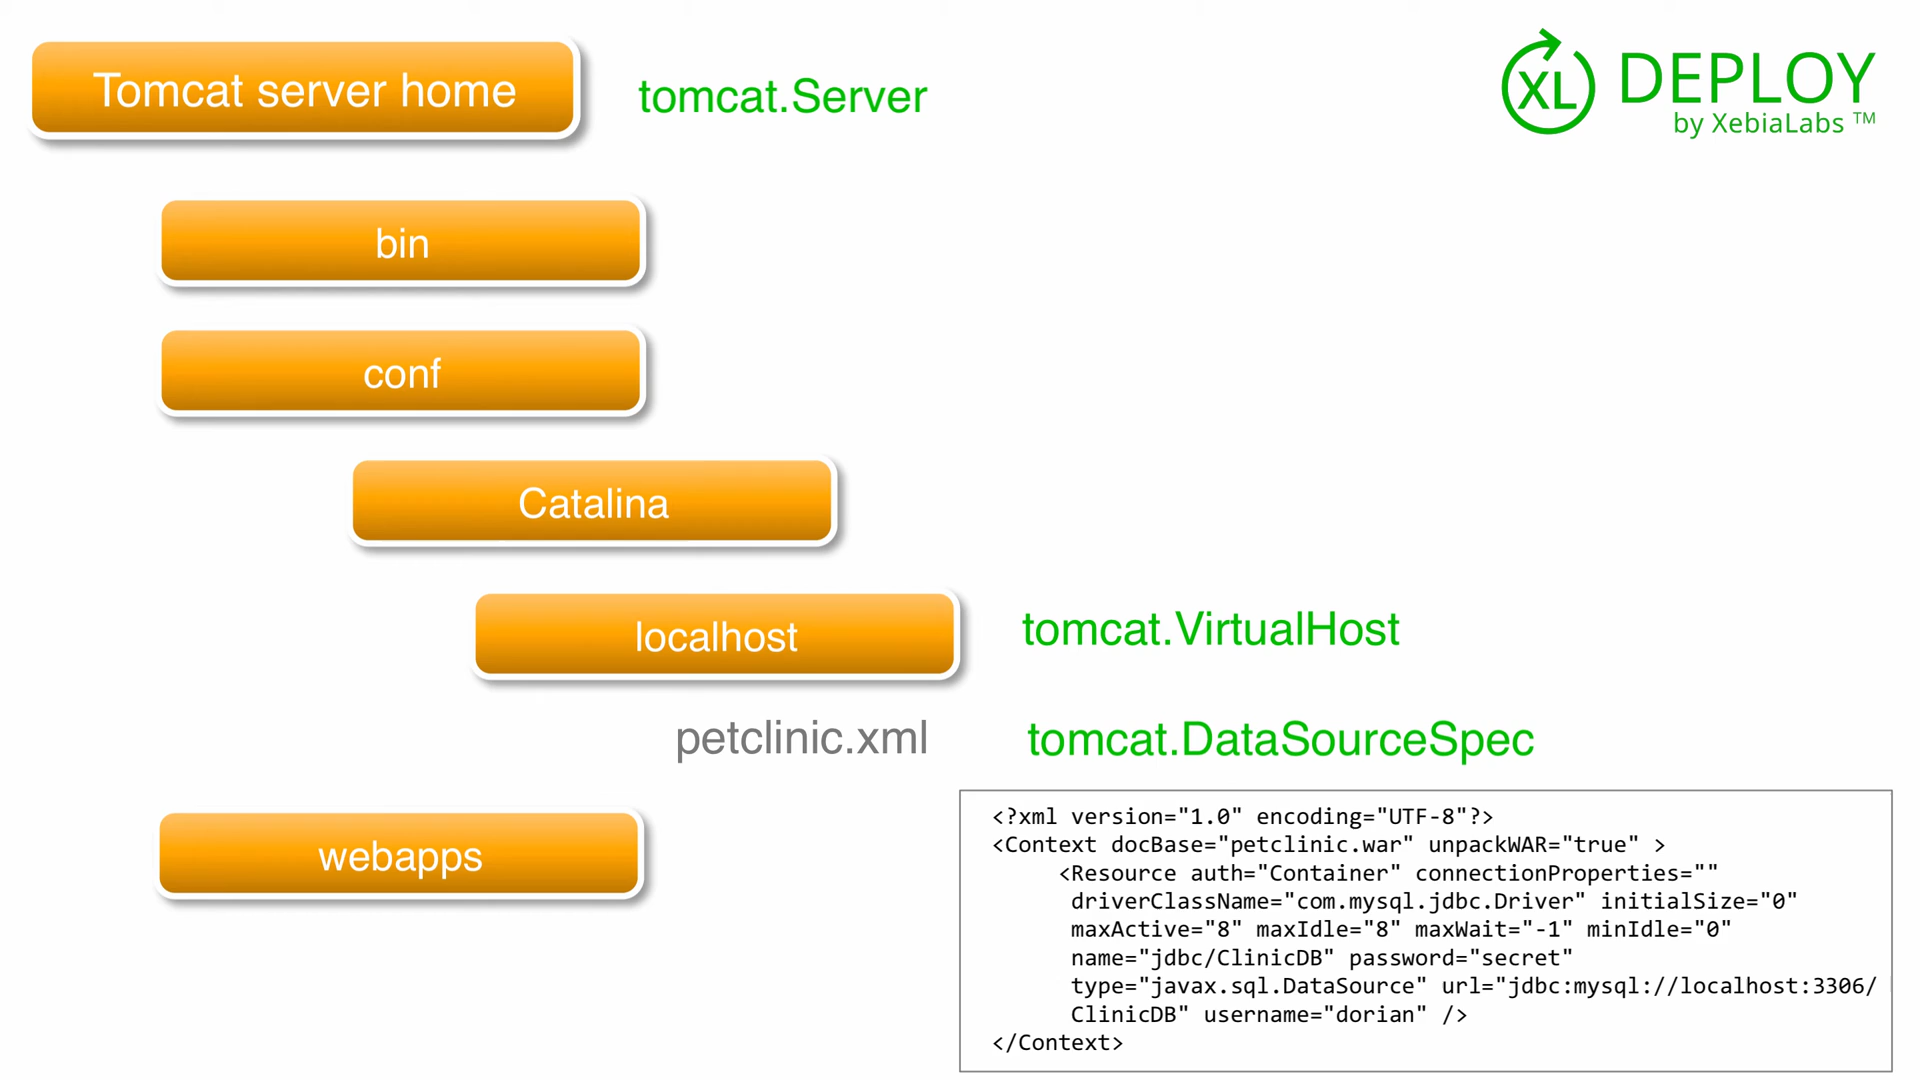 Tomcat server home
tomcat.Server
XL DEPLOY
by XebiaLabs ™
bin
conf
Catalina
localhost
tomcat.VirtualHost
petclinic.xml
tomcat.DataSourceSpec
webapps
<?xml version="1.0" encoding="UTF-8"?>
<Context docBase="petclinic.war" unpackWAR="true" >
<Resource auth="Container" connectionProperties=""
driverClassName="com.mysql.jdbc.Driver" initialSize="0"
maxActive="8" maxIdle="8" maxWait="-1" minIdle="0"
name="jdbc/ClinicDB" password="secret"
type="javax.sql.DataSource" url="jdbc:mysql://localhost:3306/
ClinicDB" username="dorian" />
</Context>